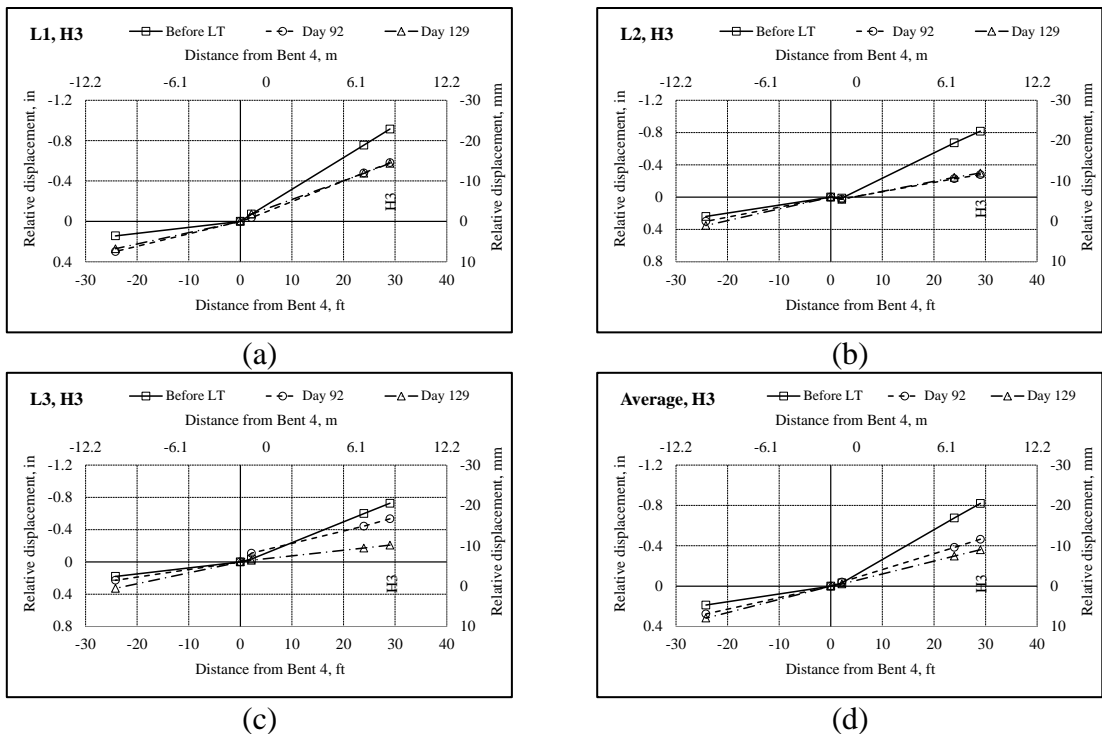 L1, H3 Before LT Day 92 Day 129
Distance from Bent 4, m
-12.2 -6.1 0 6.1 12.2
-1.2 -30
-0.8 -20
-0.4 -10
0 0
0.4 10
Relative displacement, in
Relative displacement, mm
H3
-30 -20 -10 0 10 20 30 40
Distance from Bent 4, ft
(a)
L2, H3 Before LT Day 92 Day 129
Distance from Bent 4, m
-12.2 -6.1 0 6.1 12.2
-1.2 -30
-0.8 -20
-0.4 -10
0 0
0.4
0.8 10
Relative displacement, in
Relative displacement, mm
H3
-30 -20 -10 0 10 20 30 40
Distance from Bent 4, ft
(b)
L3, H3 Before LT Day 92 Day 129
Distance from Bent 4, m
-12.2 -6.1 0 6.1 12.2
-1.2 -30
-0.8 -20
-0.4 -10
0 0
0.4
0.8 10
Relative displacement, in
Relative displacement, mm
H3
-30 -20 -10 0 10 20 30 40
Distance from Bent 4, ft
(c)
Average, H3 Before LT Day 92 Day 129
Distance from Bent 4, m
-12.2 -6.1 0 6.1 12.2
-1.2 -30
-0.8 -20
-0.4 -10
0 0
0.4 10
Relative displacement, in
Relative displacement, mm
H3
-30 -20 -10 0 10 20 30 40
Distance from Bent 4, ft
(d)